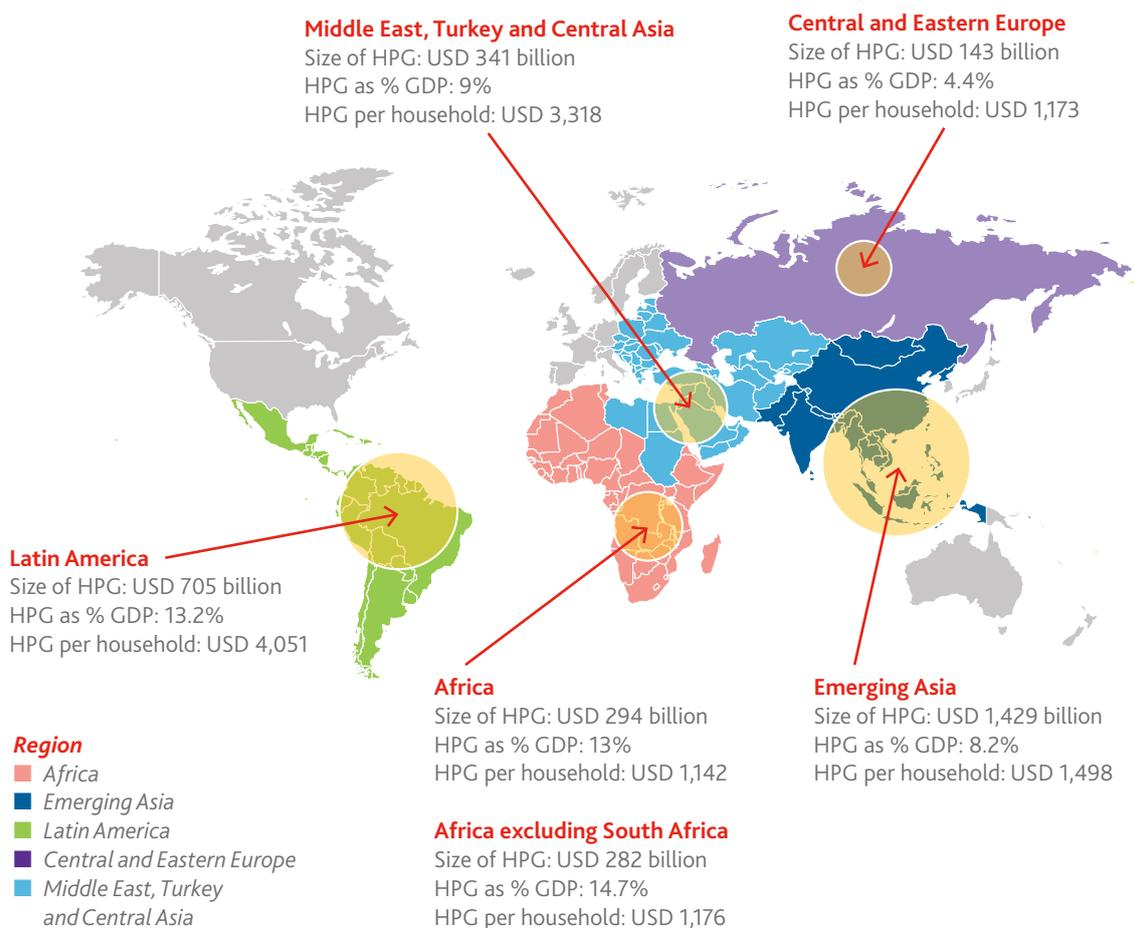 Middle East, Turkey and Central Asia
Size of HPG: USD 341 billion
HPG as % GDP: 9%
HPG per household: USD 3,318
Central and Eastern Europe
Size of HPG: USD 143 billion
HPG as % GDP: 4.4%
HPG per household: USD 1,173
Latin America
Size of HPG: USD 705 billion
HPG as % GDP: 13.2%
HPG per household: USD 4,051
Africa
Size of HPG: USD 294 billion
HPG as % GDP: 13%
HPG per household: USD 1,142
Emerging Asia
Size of HPG: USD 1,429 billion
HPG as % GDP: 8.2%
HPG per household: USD 1,498
Africa excluding South Africa
Size of HPG: USD 282 billion
HPG as % GDP: 14.7%
HPG per household: USD 1,176
Region
Africa
Emerging Asia
Latin America
Central and Eastern Europe
Middle East, Turkey
and Central Asia